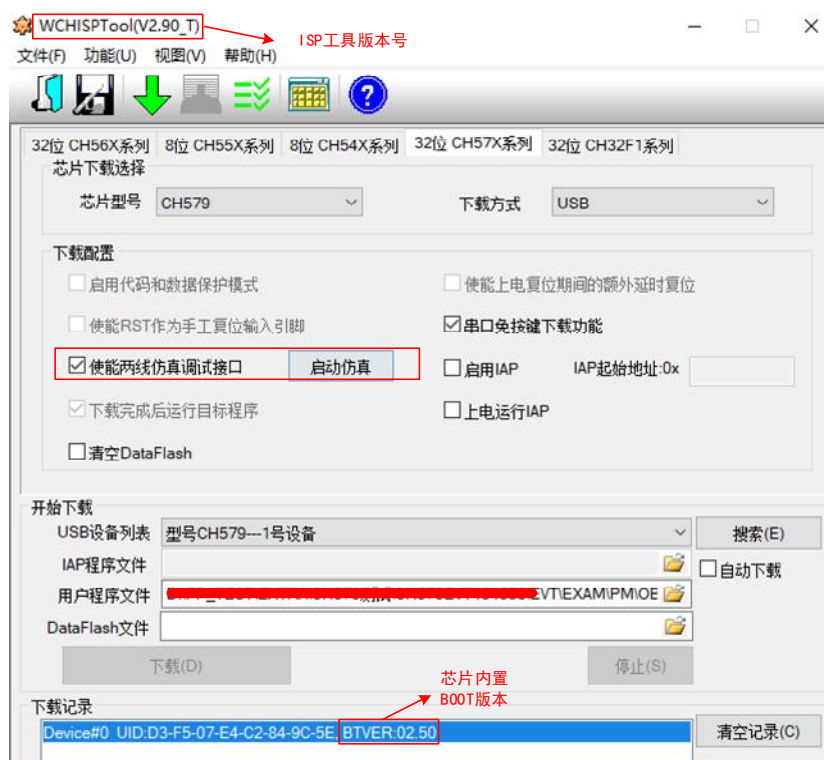 WCHISPTool(V2.90_T)
ISP工具版本号
文件(F) 功能(U) 视图(V) 帮助(H)
32位 CH56X系列 8位 CH55X系列 8位 CH54X系列 32位 CH57X系列 32位 CH32F1系列
芯片下载选择
芯片型号 CH579 下载方式 USB
下载配置
启用代码和数据保护模式 使能上电复位期间的额外延时复位
使能RST作为手工复位输入引脚 串口免按键下载功能
使能两线仿真调试接口 启动仿真 启用IAP IAP起始地址:0x
下载完成后运行目标程序 上电运行IAP
清空DataFlash
开始下载
USB设备列表 型号CH579---1号设备 搜索(E)
IAP程序文件 自动下载
用户程序文件 EVT\EXAM\PM\OB
DataFlash文件
下载(D) 停止(S)
芯片内置
BOOT版本
下载记录
Device#0 UID:D3-F5-07-E4-C2-84-9C-5E, BTVER:02.50 清空记录(C)